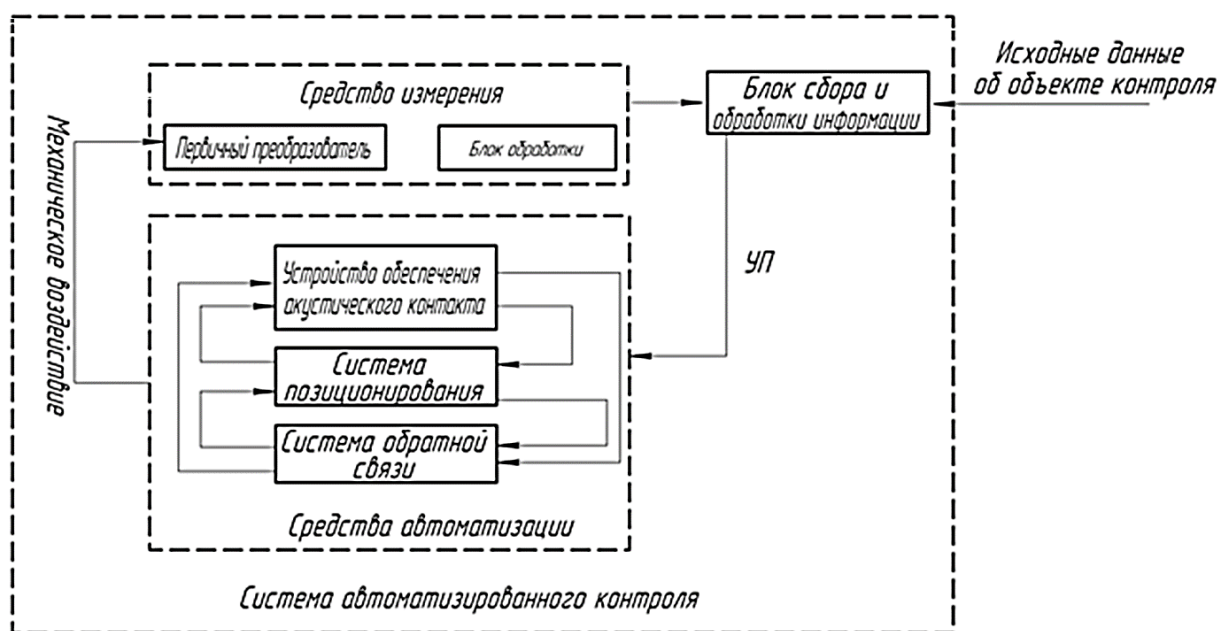 Исходные данные
об объекте контроля
Средство измерения
Блок сбора и
обработки информации
Первичный преобразователь
Блок обработки
Механическое воздействие
УП
Устройство обеспечения
акустического контакта
Система
позиционирования
Система обратной
связи
Средства автоматизации
Система автоматизированного контроля